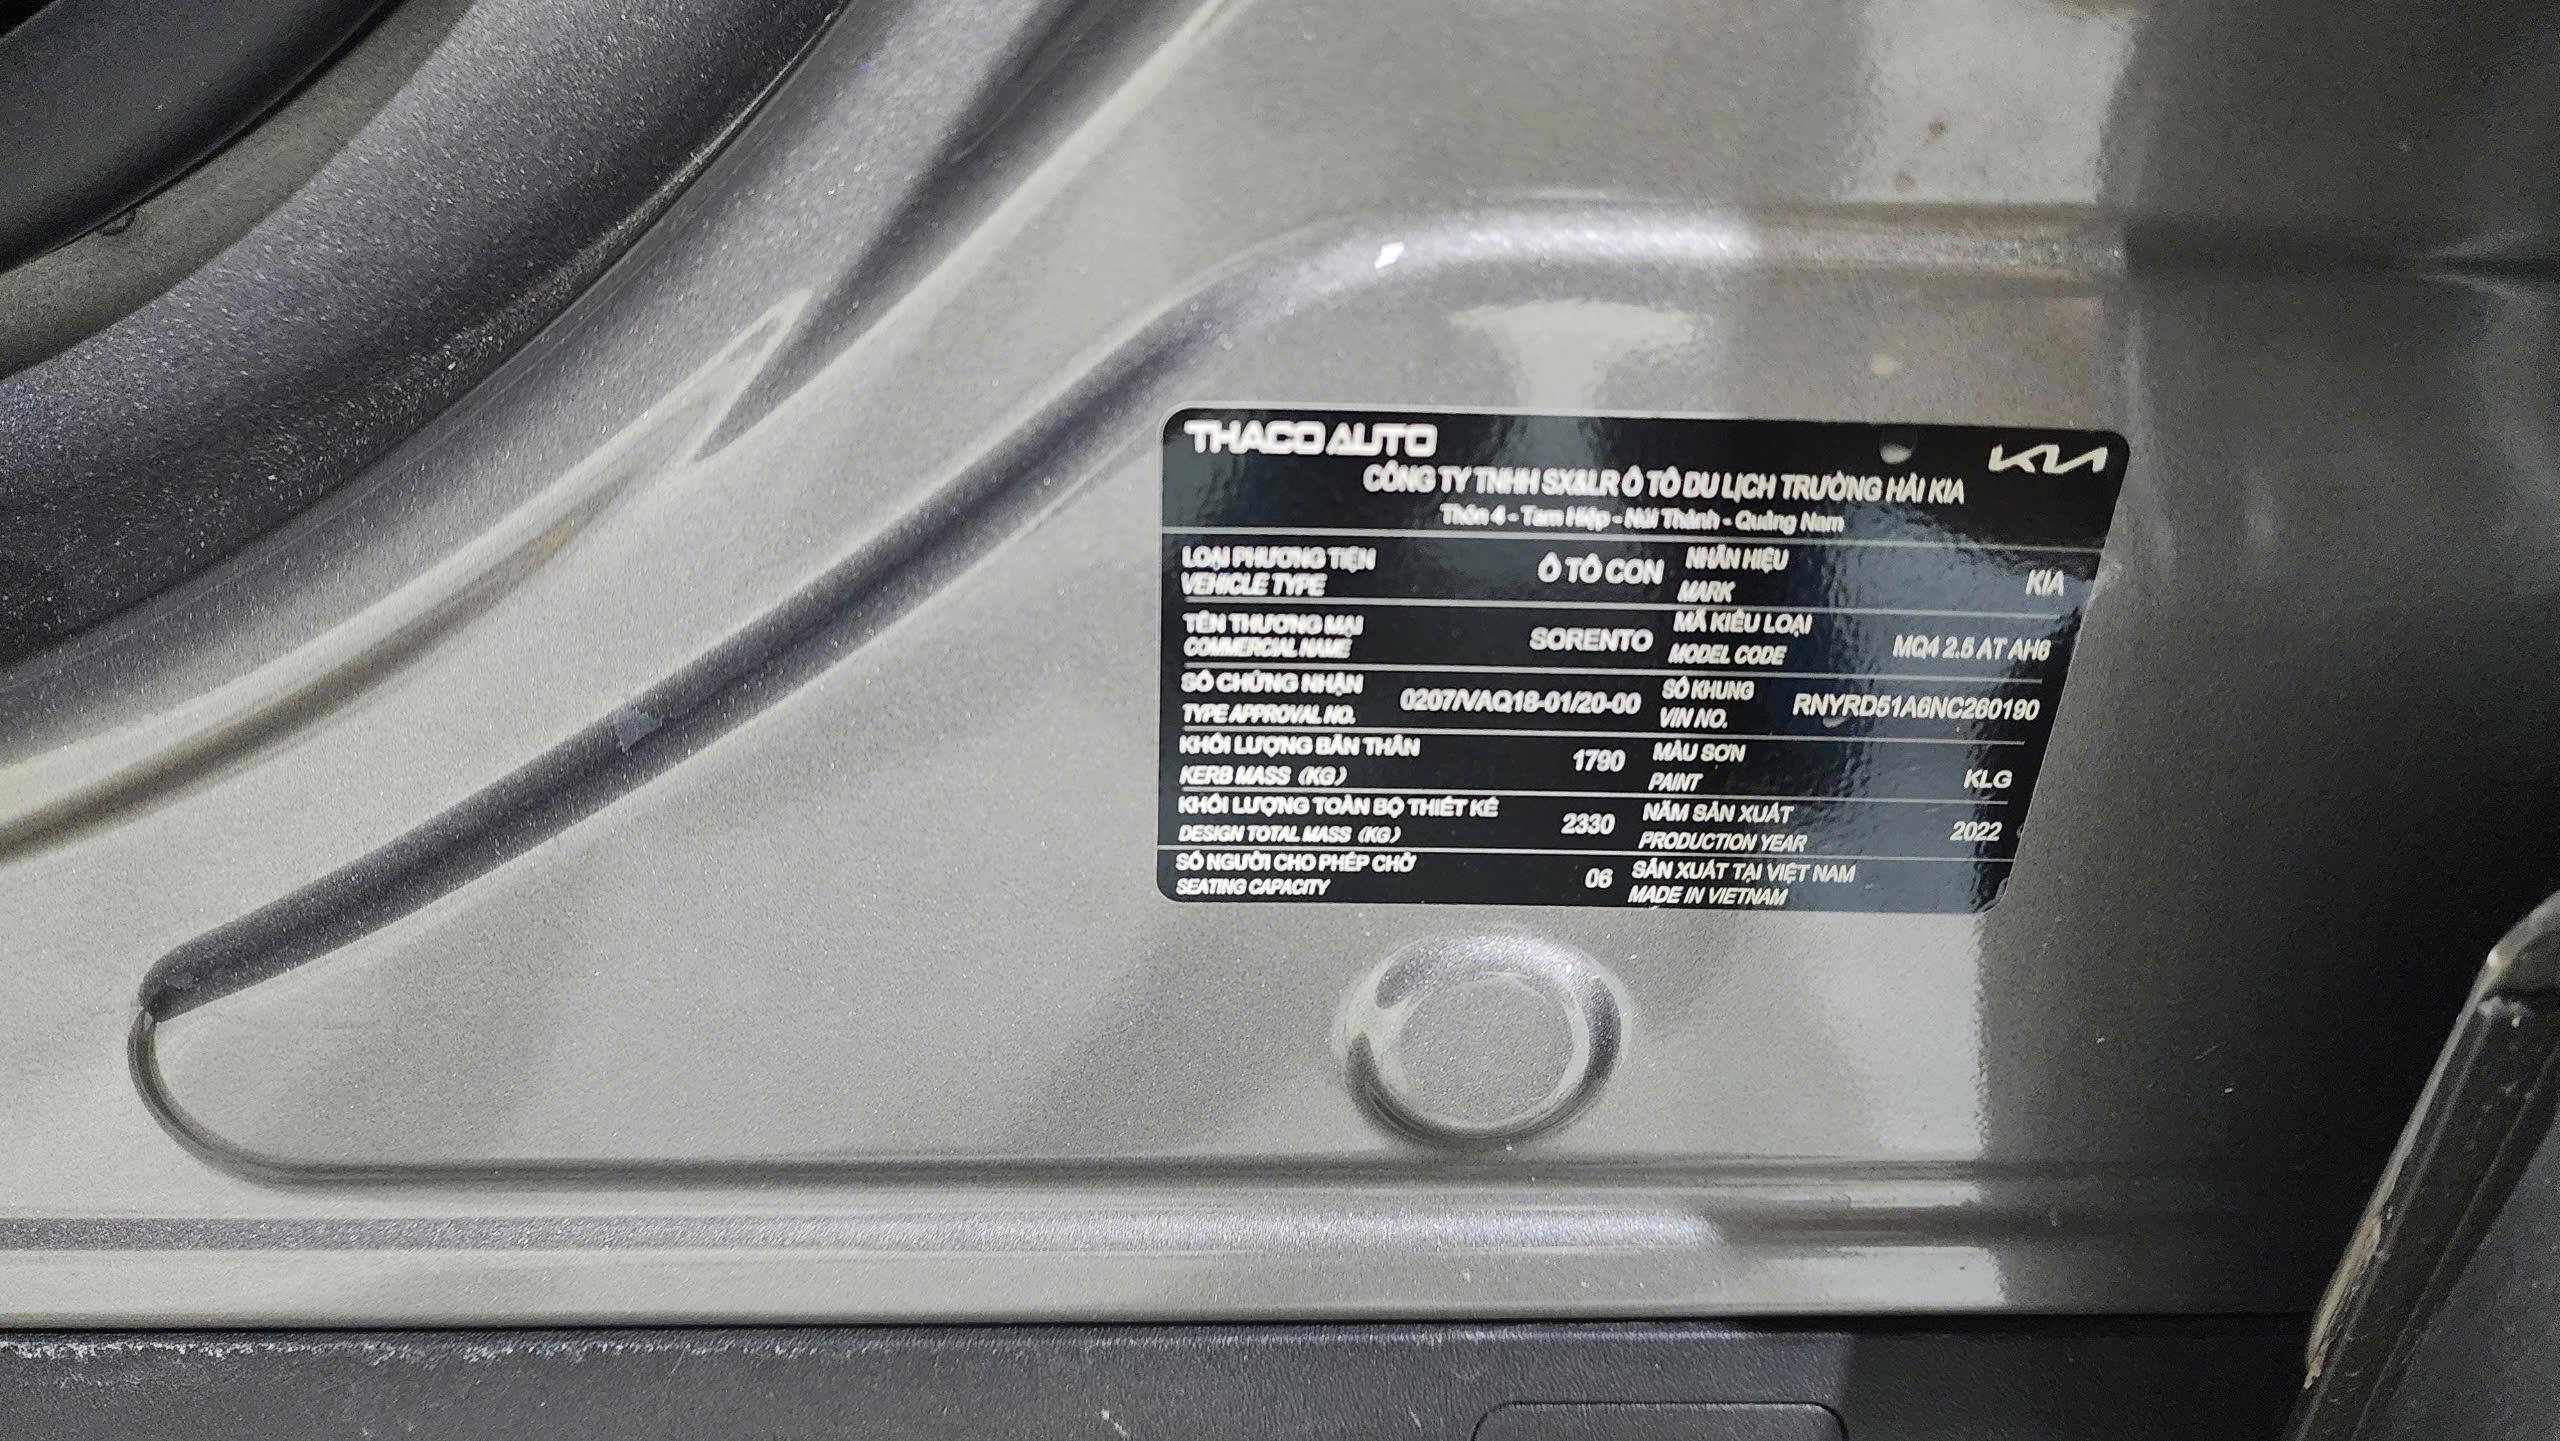 THACO AUTO
KIA
CÔNG TY TNHH SX&LR Ô TÔ DU LỊCH TRƯỜNG HẢI KIA
Thôn 4 - Tam Hiệp - Núi Thành - Quảng Nam
LOẠI PHƯƠNG TIỆN
VEHICLE TYPE
Ô TÔ CON
NHÃN HIỆU
MARK
KIA
TÊN THƯƠNG MẠI
COMMERCIAL NAME
SORENTO
MÃ KIỂU LOẠI
MODEL CODE
MQ4 2.5 AT AH6
SỐ CHỨNG NHẬN
TYPE APPROVAL NO.
0207/VAQ18-01/20-00
SỐ KHUNG
VIN NO.
RNYRD51A6NC260190
KHỐI LƯỢNG BẢN THÂN
KERB MASS (KG)
1790
MÀU SƠN
PAINT
KLG
KHỐI LƯỢNG TOÀN BỘ THIẾT KẾ
DESIGN TOTAL MASS (KG)
2330
NĂM SẢN XUẤT
PRODUCTION YEAR
2022
SỐ NGƯỜI CHO PHÉP CHỞ
SEATING CAPACITY
06
SẢN XUẤT TẠI VIỆT NAM
MADE IN VIETNAM